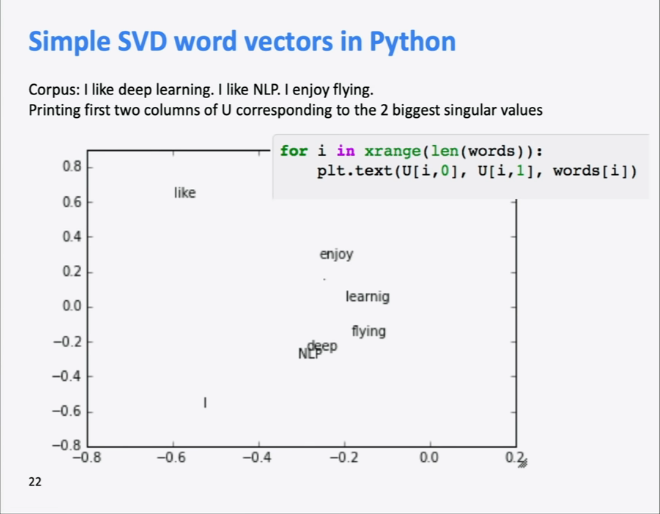 Simple SVD word vectors in Python
Corpus: I like deep learning. I like NLP. I enjoy flying.
Printing first two columns of U corresponding to the 2 biggest singular values
for i in xrange(len(words)):
plt.text(U[i,0], U[i,1], words[i])
0.8
0.6
0.4
0.2
0.0
−0.2
−0.4
−0.6
−0.8
like
enjoy
.
learnig
flying
deep
NLP
I
−0.8 −0.6 −0.4 −0.2 0.0 0.2
22